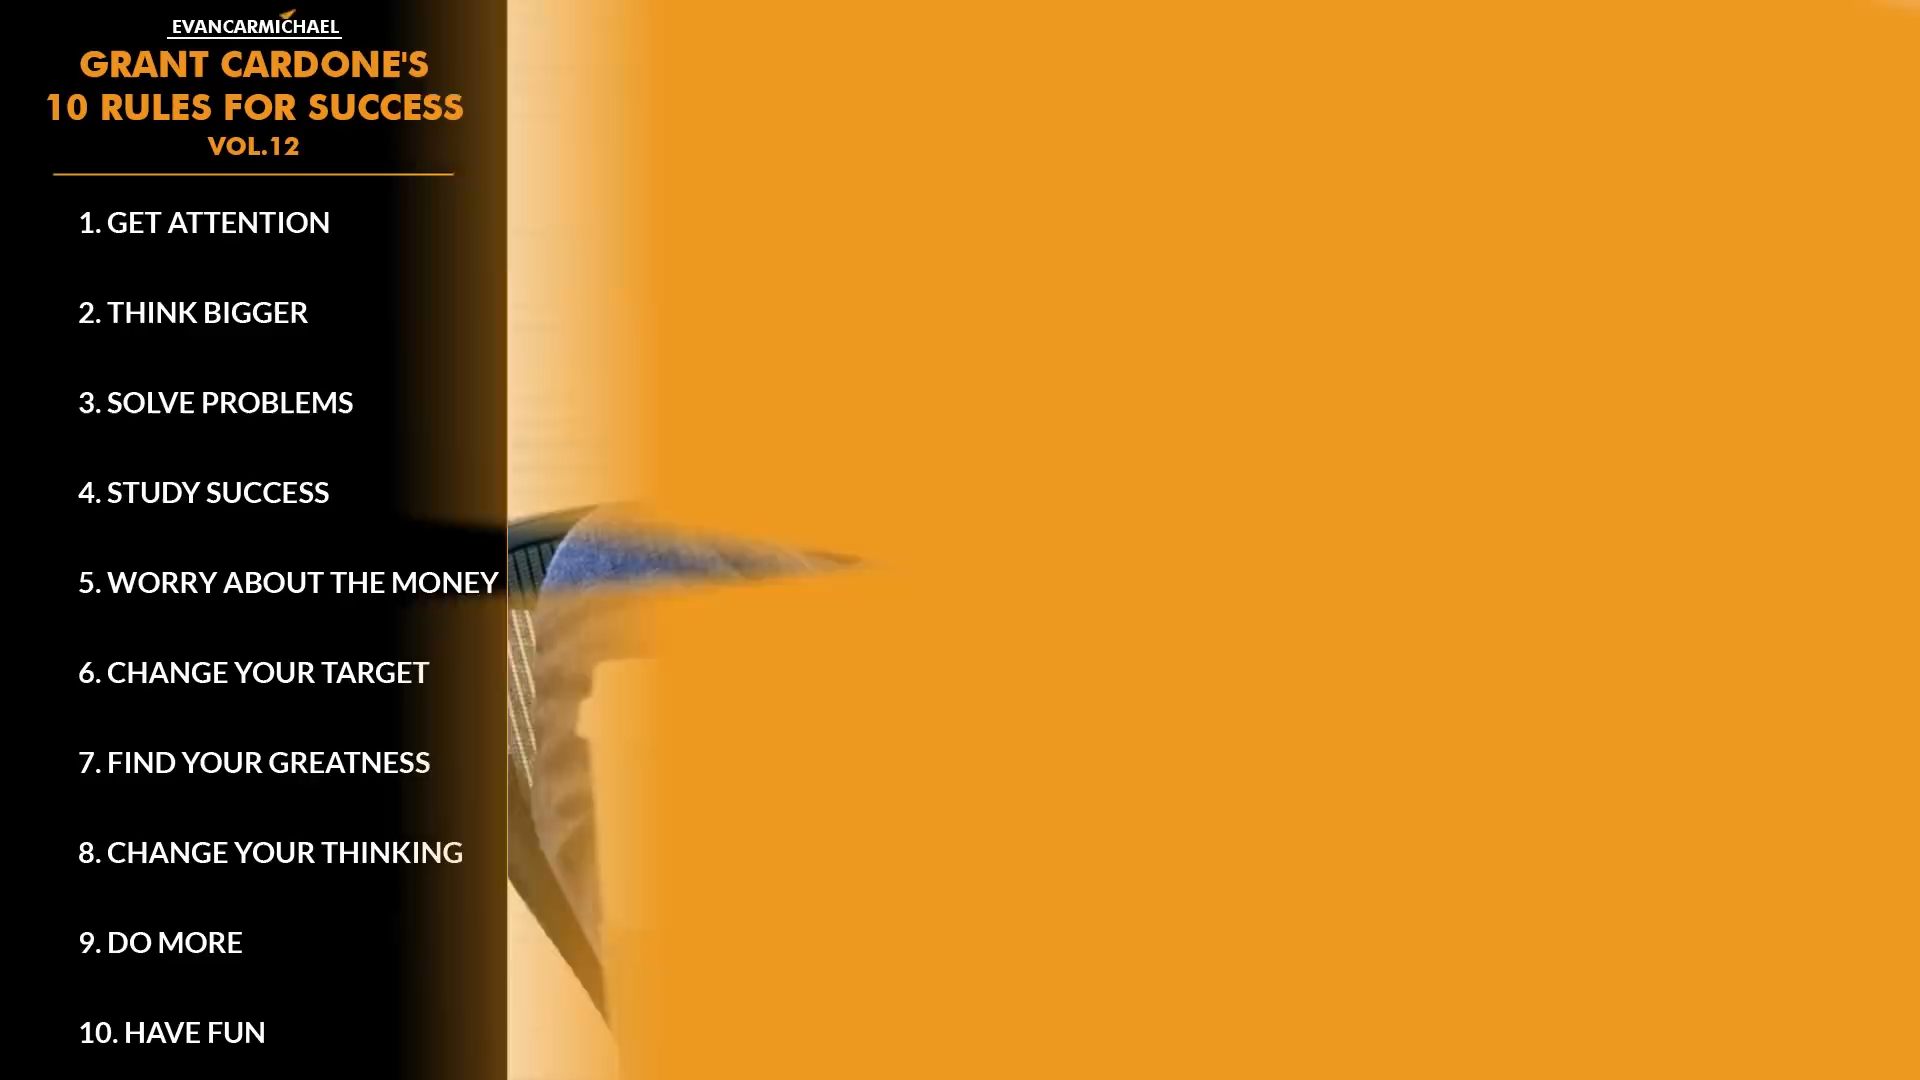 EVANCARMICHAEL
GRANT CARDONE'S
10 RULES FOR SUCCESS
VOL.12
1. GET ATTENTION
2. THINK BIGGER
3. SOLVE PROBLEMS
4. STUDY SUCCESS
5. WORRY ABOUT THE MONEY
6. CHANGE YOUR TARGET
7. FIND YOUR GREATNESS
8. CHANGE YOUR THINKING
9. DO MORE
10. HAVE FUN